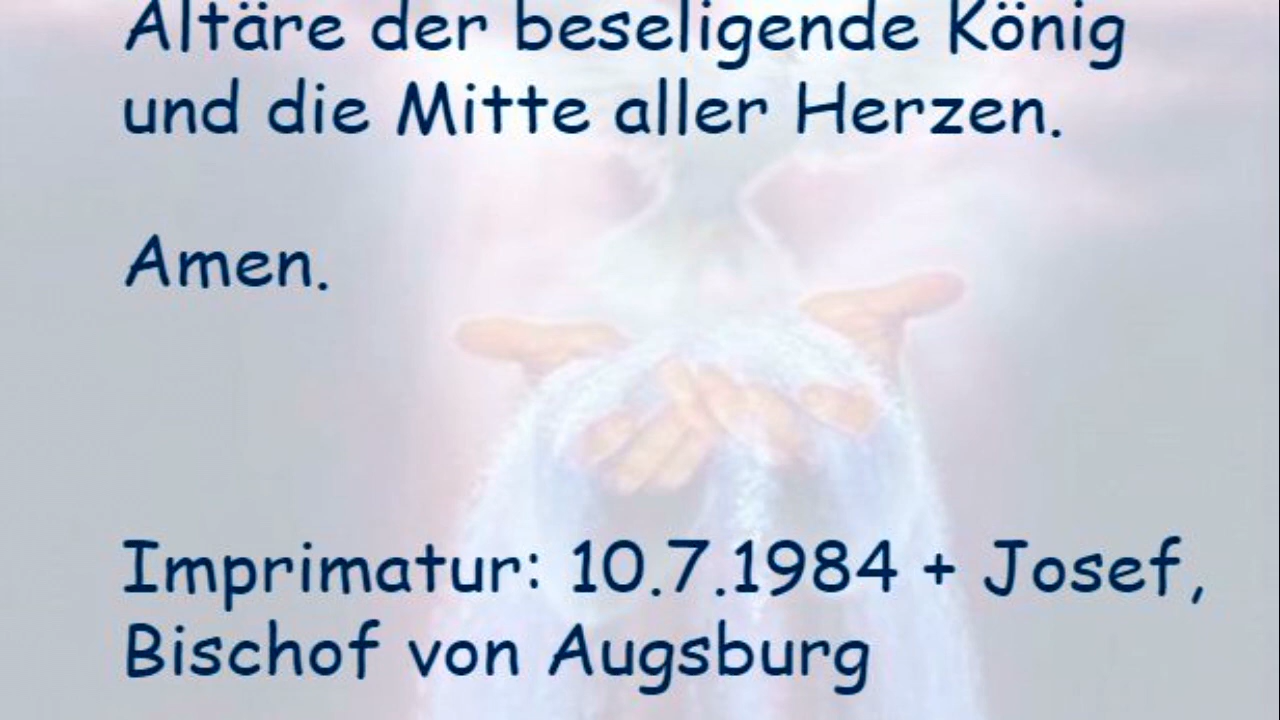 Altäre der beseligende König
und die Mitte aller Herzen.
Amen.
Imprimatur: 10.7.1984 + Josef,
Bischof von Augsburg